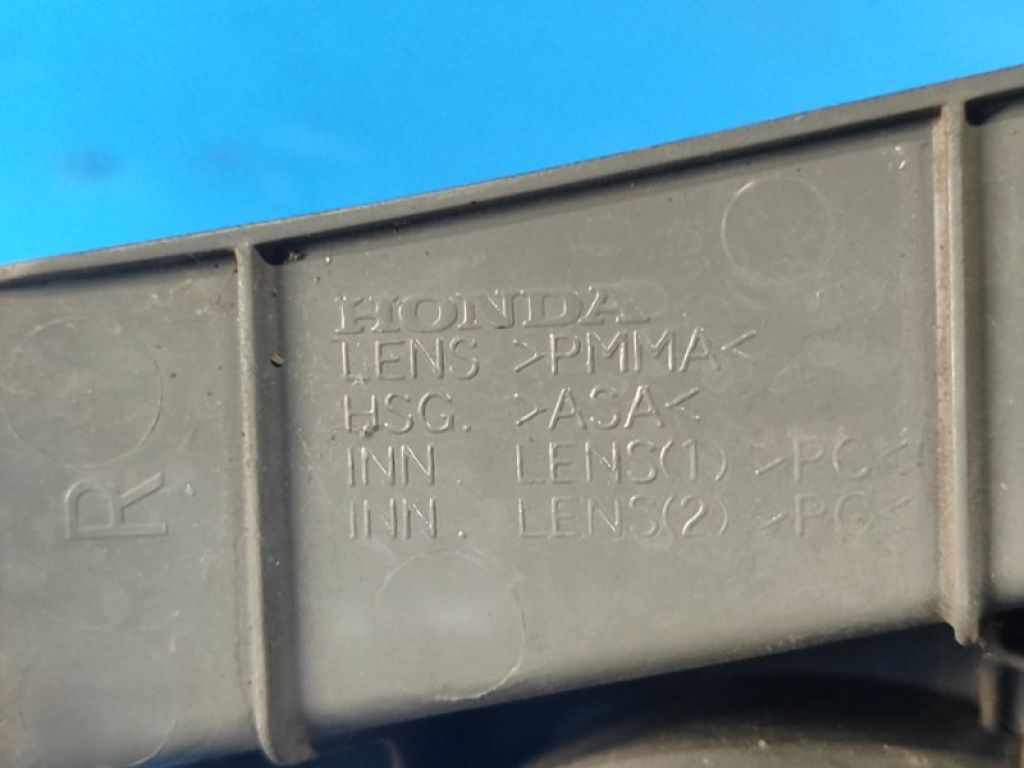 HONDA
LENS >PMMA<
HSG. >ASA<
INN. LENS(1) >PC<
INN. LENS(2) >PC<
R